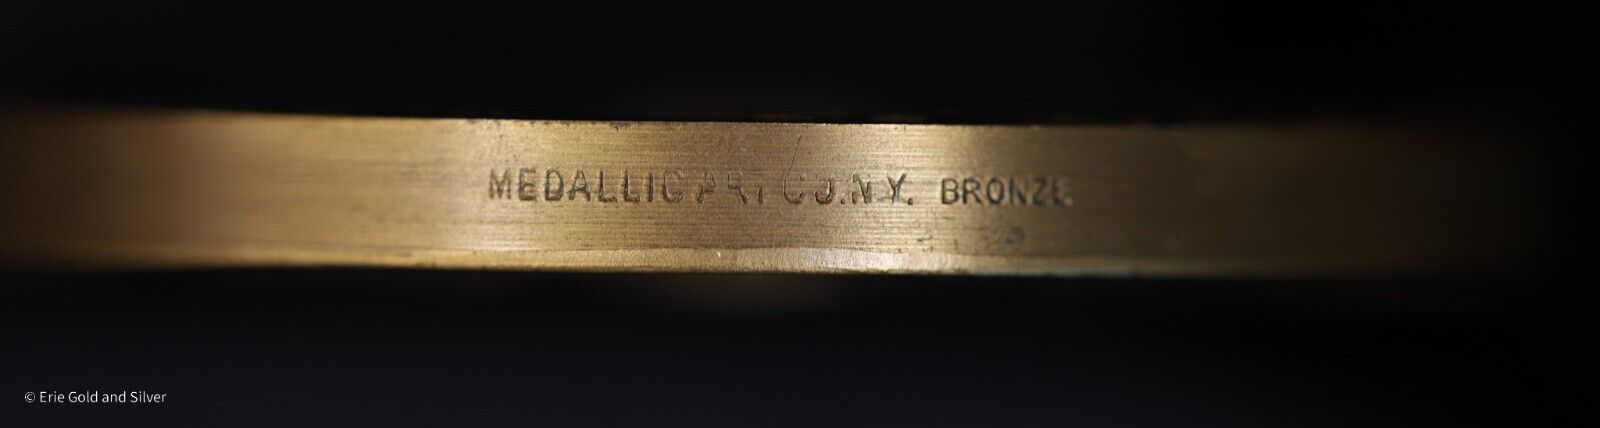 MEDALLIC ART CO.N.Y. BRONZE
© Erie Gold and Silver